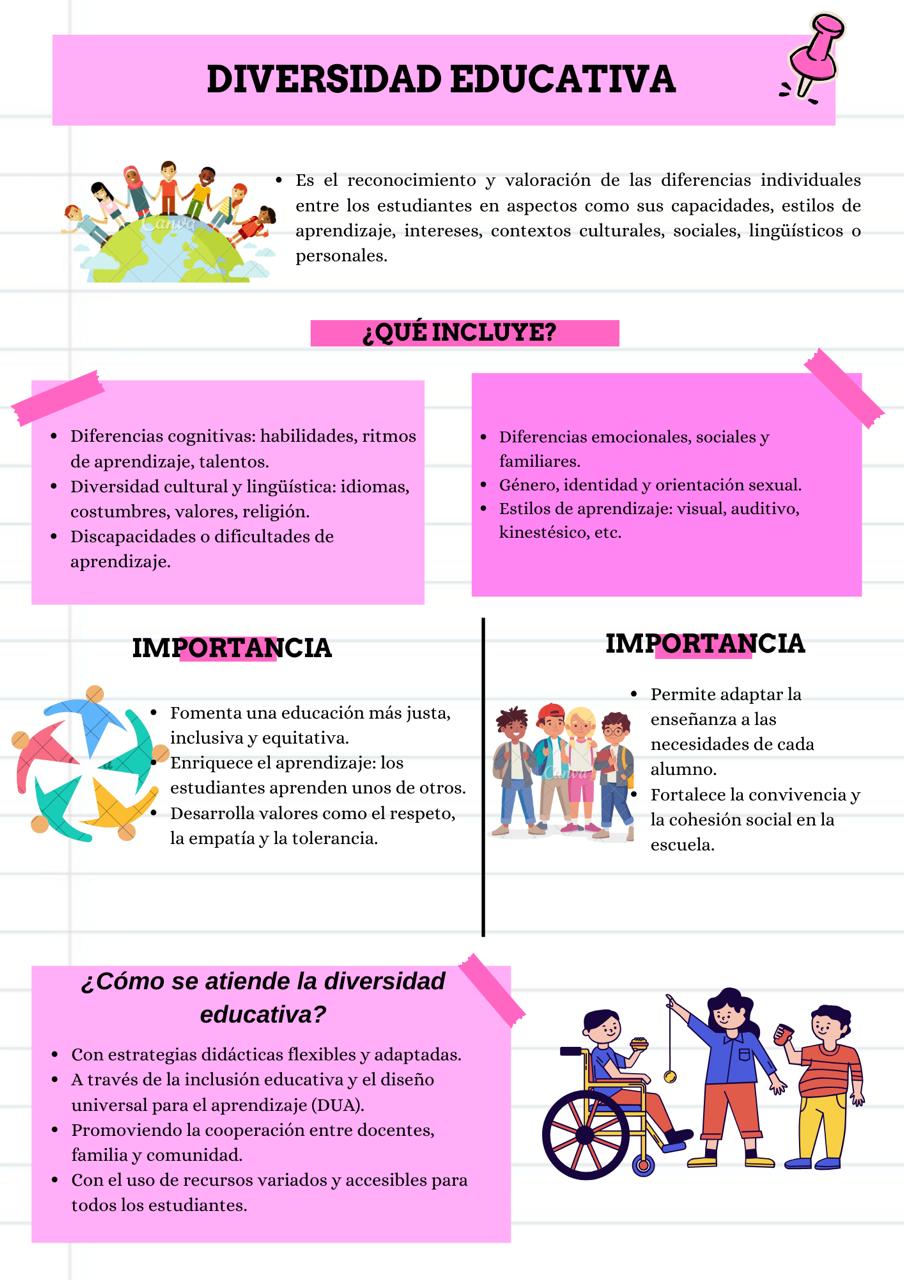 DIVERSIDAD EDUCATIVA
Es el reconocimiento y valoración de las diferencias individuales
entre los estudiantes en aspectos como sus capacidades, estilos de
aprendizaje, intereses, contextos culturales, sociales, lingüísticos o
personales.
Canva
¿QUÉ INCLUYE?
Diferencias cognitivas: habilidades, ritmos
de aprendizaje, talentos.
Diversidad cultural y lingüística: idiomas,
costumbres, valores, religión.
Discapacidades o dificultades de
aprendizaje.
Diferencias emocionales, sociales y
familiares.
Género, identidad y orientación sexual.
Estilos de aprendizaje: visual, auditivo,
kinestésico, etc.
IMPORTANCIA
Fomenta una educación más justa,
inclusiva y equitativa.
Enriquece el aprendizaje: los
estudiantes aprenden unos de otros.
Desarrolla valores como el respeto,
la empatía y la tolerancia.
IMPORTANCIA
Permite adaptar la
enseñanza a las
necesidades de cada
alumno.
Fortalece la convivencia y
la cohesión social en la
escuela.
Canva
¿Cómo se atiende la diversidad
educativa?
Con estrategias didácticas flexibles y adaptadas.
A través de la inclusión educativa y el diseño
universal para el aprendizaje (DUA).
Promoviendo la cooperación entre docentes,
familia y comunidad.
Con el uso de recursos variados y accesibles para
todos los estudiantes.